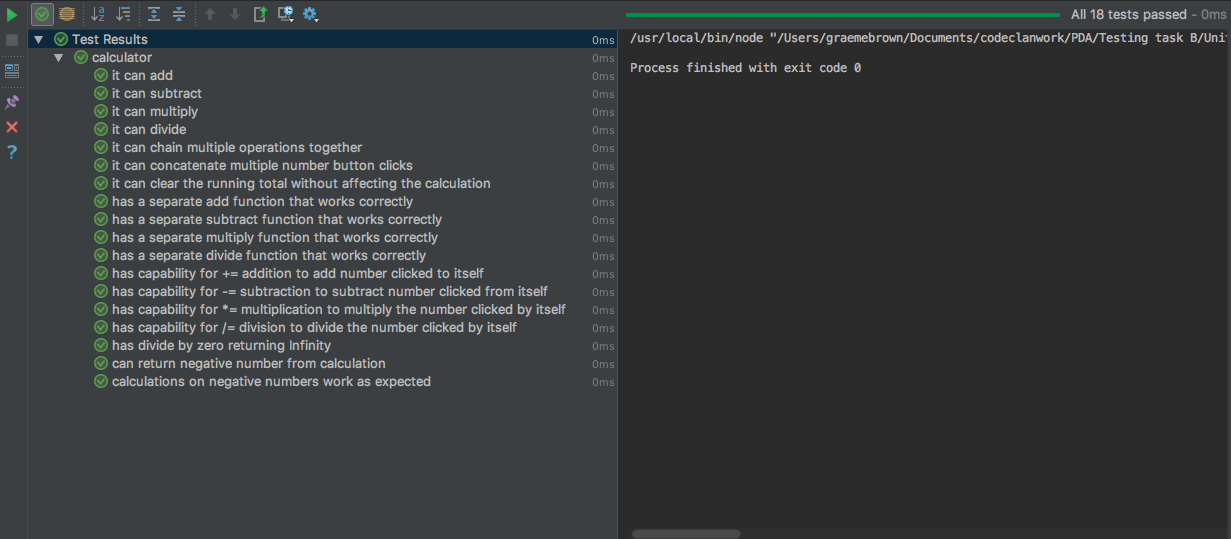 All 18 tests passed - 0ms
Test Results 0ms
calculator 0ms
it can add 0ms
it can subtract 0ms
it can multiply 0ms
it can divide 0ms
it can chain multiple operations together 0ms
it can concatenate multiple number button clicks 0ms
it can clear the running total without affecting the calculation 0ms
has a separate add function that works correctly 0ms
has a separate subtract function that works correctly 0ms
has a separate multiply function that works correctly 0ms
has a separate divide function that works correctly 0ms
has capability for += addition to add number clicked to itself 0ms
has capability for -= subtraction to subtract number clicked from itself 0ms
has capability for *= multiplication to multiply the number clicked by itself 0ms
has capability for /= division to divide the number clicked by itself 0ms
has divide by zero returning Infinity 0ms
can return negative number from calculation 0ms
calculations on negative numbers work as expected 0ms
/usr/local/bin/node "/Users/graemebrown/Documents/codeclanwork/PDA/Testing task B/Uni
Process finished with exit code 0